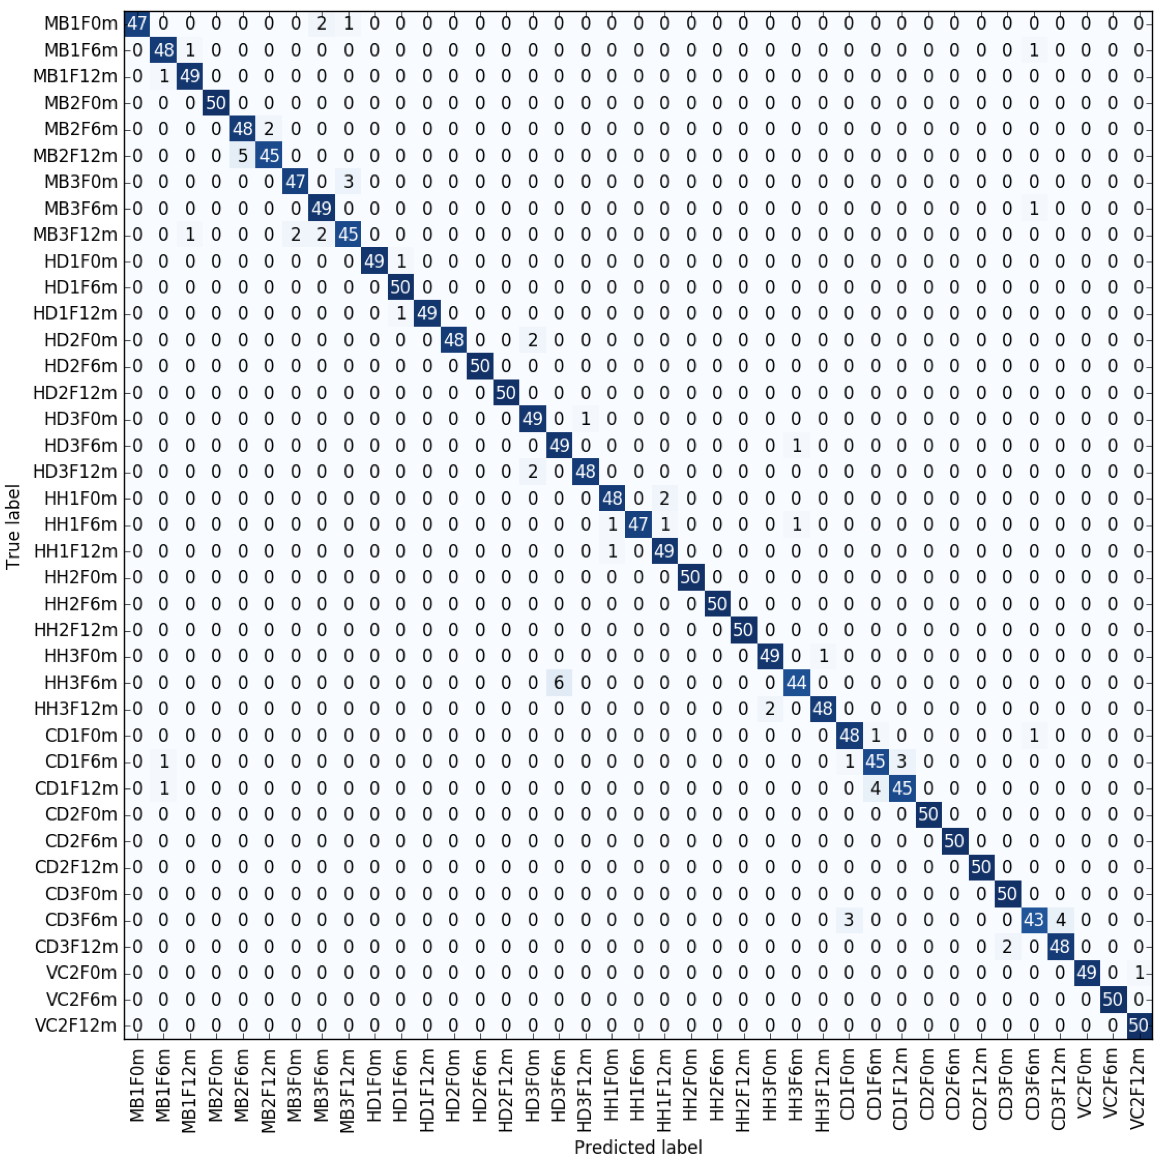 MB1F0m 47 0 0 0 0 0 0 2 1 0 0 0 0 0 0 0 0 0 0 0 0 0 0 0 0 0 0 0 0 0 0 0 0 0 0 0 0 0 0
MB1F6m 0 48 1 0 0 0 0 0 0 0 0 0 0 0 0 0 0 0 0 0 0 0 0 0 0 0 0 0 0 0 0 0 0 0 1 0 0 0 0
MB1F12m 0 1 49 0 0 0 0 0 0 0 0 0 0 0 0 0 0 0 0 0 0 0 0 0 0 0 0 0 0 0 0 0 0 0 0 0 0 0 0
MB2F0m 0 0 0 50 0 0 0 0 0 0 0 0 0 0 0 0 0 0 0 0 0 0 0 0 0 0 0 0 0 0 0 0 0 0 0 0 0 0 0
MB2F6m 0 0 0 0 48 2 0 0 0 0 0 0 0 0 0 0 0 0 0 0 0 0 0 0 0 0 0 0 0 0 0 0 0 0 0 0 0 0 0
MB2F12m 0 0 0 0 5 45 0 0 0 0 0 0 0 0 0 0 0 0 0 0 0 0 0 0 0 0 0 0 0 0 0 0 0 0 0 0 0 0 0
MB3F0m 0 0 0 0 0 0 47 0 3 0 0 0 0 0 0 0 0 0 0 0 0 0 0 0 0 0 0 0 0 0 0 0 0 0 0 0 0 0 0
MB3F6m 0 0 0 0 0 0 0 49 0 0 0 0 0 0 0 0 0 0 0 0 0 0 0 0 0 0 0 0 0 0 0 0 0 0 1 0 0 0 0
MB3F12m 0 0 1 0 0 0 2 2 45 0 0 0 0 0 0 0 0 0 0 0 0 0 0 0 0 0 0 0 0 0 0 0 0 0 0 0 0 0 0
HD1F0m 0 0 0 0 0 0 0 0 0 49 1 0 0 0 0 0 0 0 0 0 0 0 0 0 0 0 0 0 0 0 0 0 0 0 0 0 0 0 0
HD1F6m 0 0 0 0 0 0 0 0 0 0 50 0 0 0 0 0 0 0 0 0 0 0 0 0 0 0 0 0 0 0 0 0 0 0 0 0 0 0 0
HD1F12m 0 0 0 0 0 0 0 0 0 0 1 49 0 0 0 0 0 0 0 0 0 0 0 0 0 0 0 0 0 0 0 0 0 0 0 0 0 0 0
HD2F0m 0 0 0 0 0 0 0 0 0 0 0 0 48 0 0 2 0 0 0 0 0 0 0 0 0 0 0 0 0 0 0 0 0 0 0 0 0 0 0
HD2F6m 0 0 0 0 0 0 0 0 0 0 0 0 0 50 0 0 0 0 0 0 0 0 0 0 0 0 0 0 0 0 0 0 0 0 0 0 0 0 0
HD2F12m 0 0 0 0 0 0 0 0 0 0 0 0 0 0 50 0 0 0 0 0 0 0 0 0 0 0 0 0 0 0 0 0 0 0 0 0 0 0 0
HD3F0m 0 0 0 0 0 0 0 0 0 0 0 0 0 0 0 49 0 1 0 0 0 0 0 0 0 0 0 0 0 0 0 0 0 0 0 0 0 0 0
HD3F6m 0 0 0 0 0 0 0 0 0 0 0 0 0 0 0 0 49 0 0 0 0 0 0 0 0 1 0 0 0 0 0 0 0 0 0 0 0 0 0
HD3F12m 0 0 0 0 0 0 0 0 0 0 0 0 0 0 0 2 0 48 0 0 0 0 0 0 0 0 0 0 0 0 0 0 0 0 0 0 0 0 0
HH1F0m 0 0 0 0 0 0 0 0 0 0 0 0 0 0 0 0 0 0 48 0 2 0 0 0 0 0 0 0 0 0 0 0 0 0 0 0 0 0 0
HH1F6m 0 0 0 0 0 0 0 0 0 0 0 0 0 0 0 0 0 0 1 47 1 0 0 0 0 1 0 0 0 0 0 0 0 0 0 0 0 0 0
HH1F12m 0 0 0 0 0 0 0 0 0 0 0 0 0 0 0 0 0 0 1 0 49 0 0 0 0 0 0 0 0 0 0 0 0 0 0 0 0 0 0
HH2F0m 0 0 0 0 0 0 0 0 0 0 0 0 0 0 0 0 0 0 0 0 0 50 0 0 0 0 0 0 0 0 0 0 0 0 0 0 0 0 0
HH2F6m 0 0 0 0 0 0 0 0 0 0 0 0 0 0 0 0 0 0 0 0 0 0 50 0 0 0 0 0 0 0 0 0 0 0 0 0 0 0 0
HH2F12m 0 0 0 0 0 0 0 0 0 0 0 0 0 0 0 0 0 0 0 0 0 0 0 50 0 0 0 0 0 0 0 0 0 0 0 0 0 0 0
HH3F0m 0 0 0 0 0 0 0 0 0 0 0 0 0 0 0 0 0 0 0 0 0 0 0 0 49 0 1 0 0 0 0 0 0 0 0 0 0 0 0
HH3F6m 0 0 0 0 0 0 0 0 0 0 0 0 0 0 0 0 6 0 0 0 0 0 0 0 0 44 0 0 0 0 0 0 0 0 0 0 0 0 0
HH3F12m 0 0 0 0 0 0 0 0 0 0 0 0 0 0 0 0 0 0 0 0 0 0 0 0 2 0 48 0 0 0 0 0 0 0 0 0 0 0 0
CD1F0m 0 0 0 0 0 0 0 0 0 0 0 0 0 0 0 0 0 0 0 0 0 0 0 0 0 0 0 48 1 0 0 0 0 0 1 0 0 0 0
CD1F6m 0 1 0 0 0 0 0 0 0 0 0 0 0 0 0 0 0 0 0 0 0 0 0 0 0 0 0 1 45 3 0 0 0 0 0 0 0 0 0
CD1F12m 0 1 0 0 0 0 0 0 0 0 0 0 0 0 0 0 0 0 0 0 0 0 0 0 0 0 0 0 4 45 0 0 0 0 0 0 0 0 0
CD2F0m 0 0 0 0 0 0 0 0 0 0 0 0 0 0 0 0 0 0 0 0 0 0 0 0 0 0 0 0 0 0 50 0 0 0 0 0 0 0 0
CD2F6m 0 0 0 0 0 0 0 0 0 0 0 0 0 0 0 0 0 0 0 0 0 0 0 0 0 0 0 0 0 0 0 50 0 0 0 0 0 0 0
CD2F12m 0 0 0 0 0 0 0 0 0 0 0 0 0 0 0 0 0 0 0 0 0 0 0 0 0 0 0 0 0 0 0 0 50 0 0 0 0 0 0
CD3F0m 0 0 0 0 0 0 0 0 0 0 0 0 0 0 0 0 0 0 0 0 0 0 0 0 0 0 0 0 0 0 0 0 0 50 0 0 0 0 0
CD3F6m 0 0 0 0 0 0 0 0 0 0 0 0 0 0 0 0 0 0 0 0 0 0 0 0 0 0 0 3 0 0 0 0 0 0 43 4 0 0 0
CD3F12m 0 0 0 0 0 0 0 0 0 0 0 0 0 0 0 0 0 0 0 0 0 0 0 0 0 0 0 0 0 0 0 0 0 2 0 48 0 0 0
VC2F0m 0 0 0 0 0 0 0 0 0 0 0 0 0 0 0 0 0 0 0 0 0 0 0 0 0 0 0 0 0 0 0 0 0 0 0 0 49 0 1
VC2F6m 0 0 0 0 0 0 0 0 0 0 0 0 0 0 0 0 0 0 0 0 0 0 0 0 0 0 0 0 0 0 0 0 0 0 0 0 0 50 0
VC2F12m 0 0 0 0 0 0 0 0 0 0 0 0 0 0 0 0 0 0 0 0 0 0 0 0 0 0 0 0 0 0 0 0 0 0 0 0 0 0 50
True label
MB1F0m MB1F6m MB1F12m MB2F0m MB2F6m MB2F12m MB3F0m MB3F6m MB3F12m HD1F0m HD1F6m HD1F12m HD2F0m HD2F6m HD2F12m HD3F0m HD3F6m HD3F12m HH1F0m HH1F6m HH1F12m HH2F0m HH2F6m HH2F12m HH3F0m HH3F6m HH3F12m CD1F0m CD1F6m CD1F12m CD2F0m CD2F6m CD2F12m CD3F0m CD3F6m CD3F12m VC2F0m VC2F6m VC2F12m
Predicted label